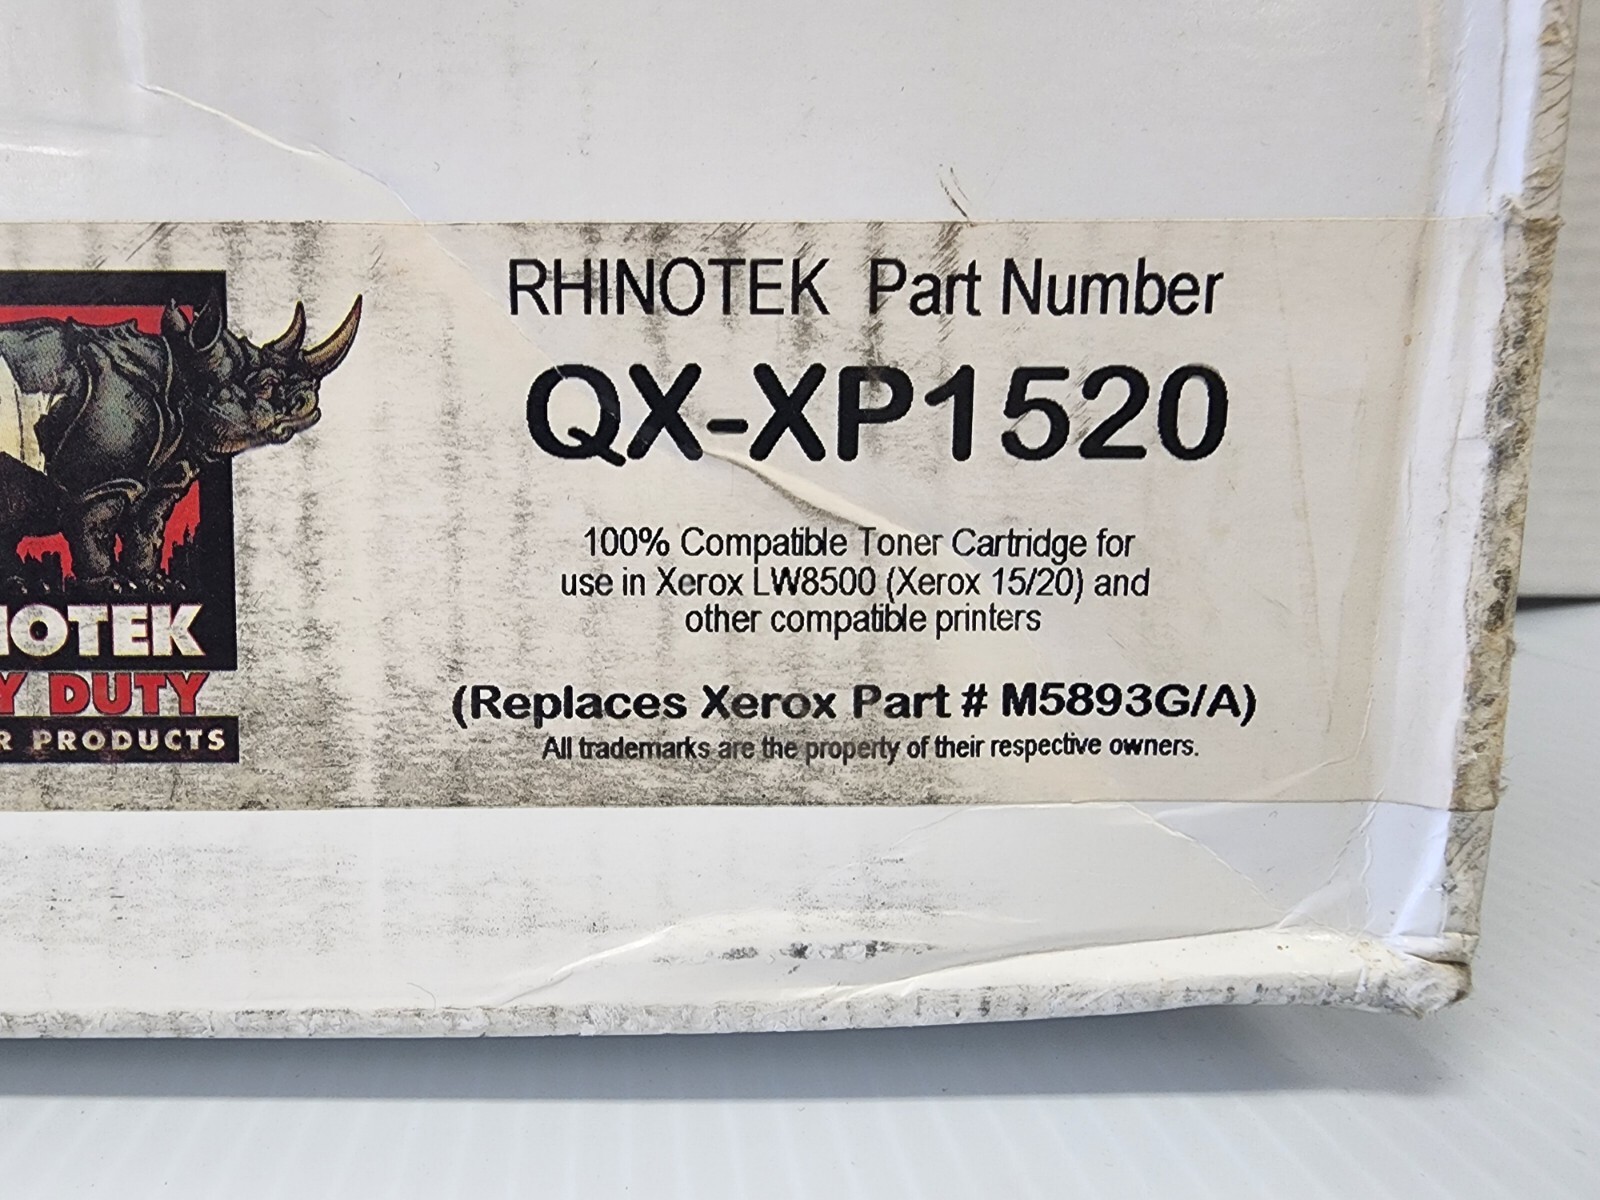 RHINOTEK Part Number
QX-XP1520
100% Compatible Toner Cartridge for
use in Xerox LW8500 (Xerox 15/20) and
other compatible printers
(Replaces Xerox Part # M5893G/A)
All trademarks are the property of their respective owners.
NOTEK
Y DUTY
R PRODUCTS